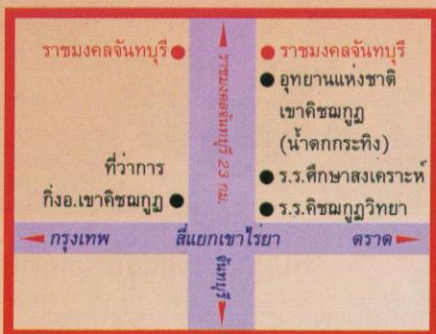 ราชมงคลจันทบุรี
ราชมงคลจันทบุรี
อุทยานแห่งชาติ
เขาคิชฌกูฏ
(น้ำตกกระทิง)
ราชมงคลจันทบุรี 23 กม.
ที่ว่าการ
กิ่งอ.เขาคิชฌกูฏ
ร.ร.ศึกษาสงเคราะห์
ร.ร.คิชฌกูฏวิทยา
กรุงเทพ สี่แยกเขาไร่ยา ตราด
จันทบุรี